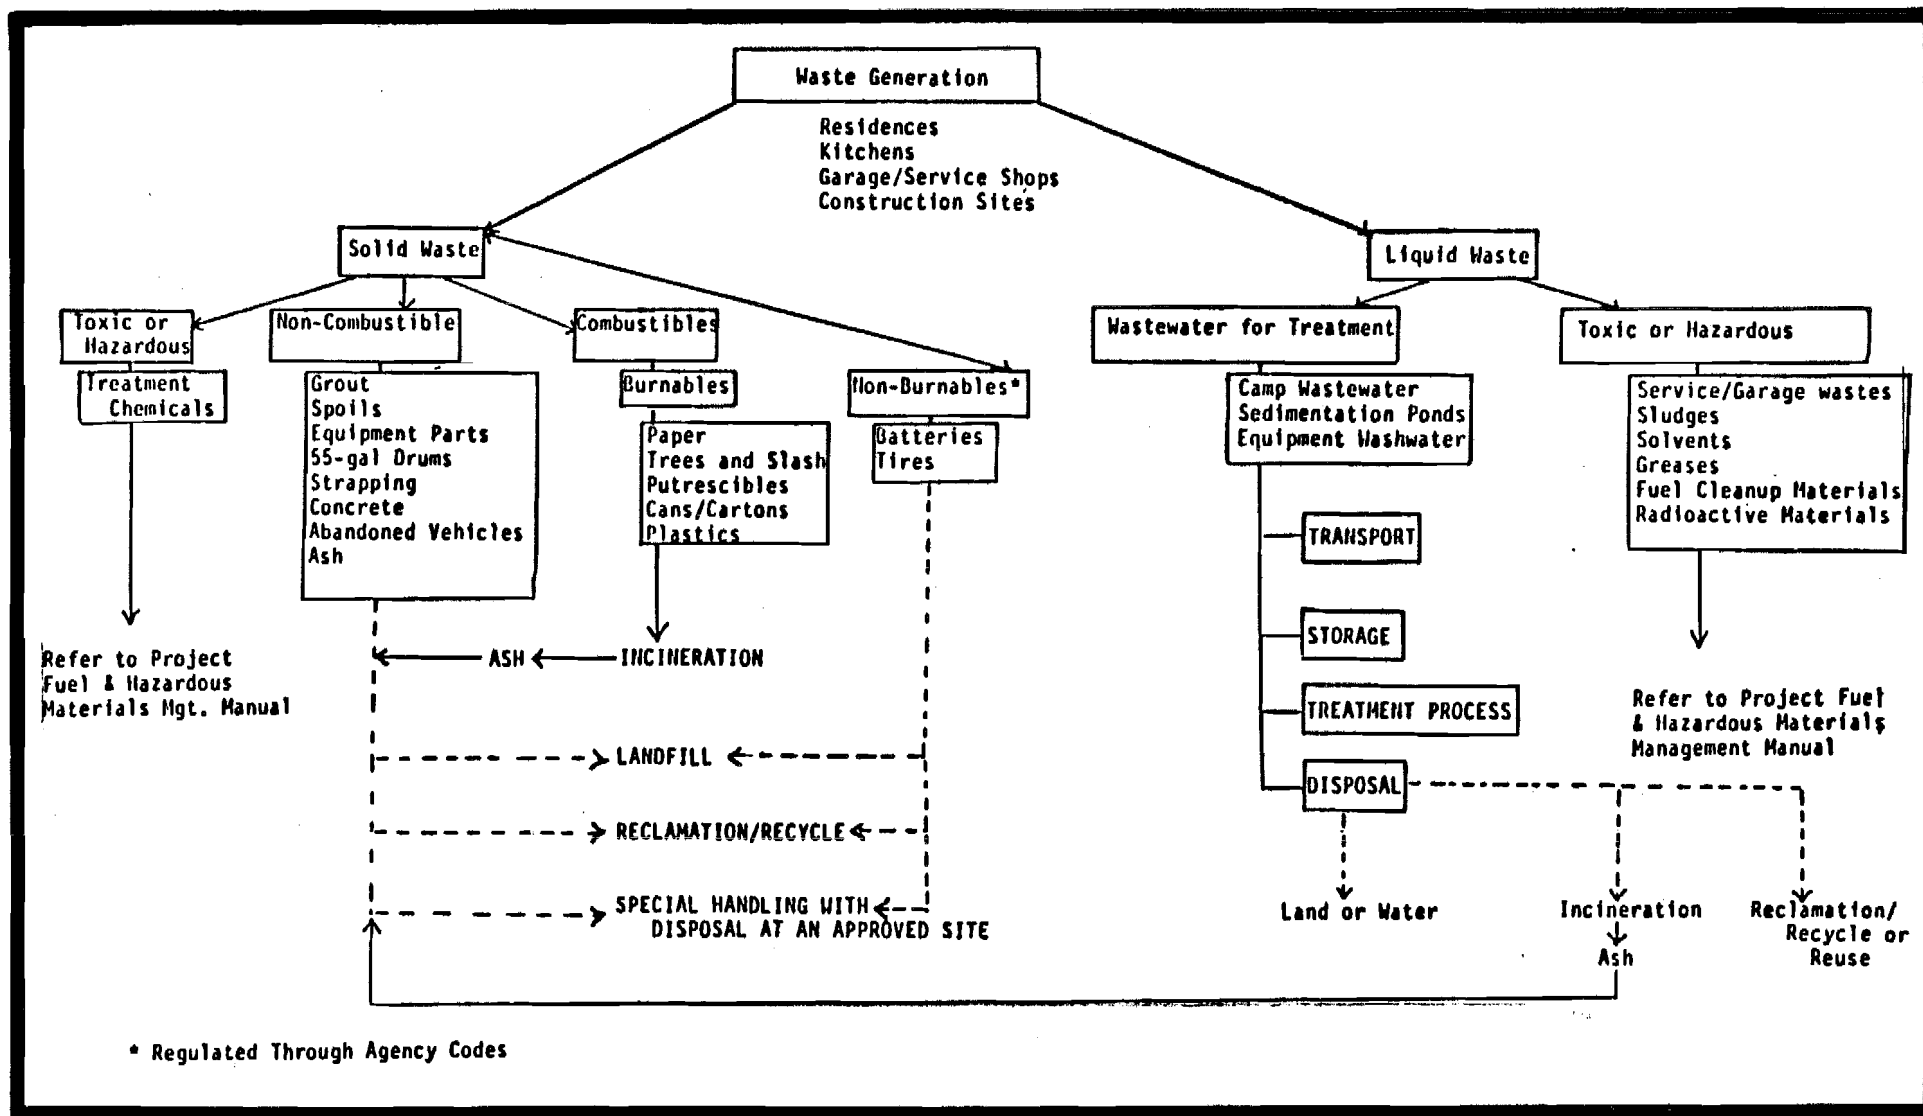 Waste Generation
Residences
Kitchens
Garage/Service Shops
Construction Sites
Solid Waste
Liquid Waste
Toxic or
Hazardous
Non-Combustible
Combustibles
Wastewater for Treatment
Toxic or Hazardous
Treatment
Chemicals
Grout
Spoils
Equipment Parts
55-gal Drums
Strapping
Concrete
Abandoned Vehicles
Ash
Burnables
Paper
Trees and Slash
Putrescibles
Cans/Cartons
Plastics
Non-Burnables*
Batteries
Tires
Camp Wastewater
Sedimentation Ponds
Equipment Washwater
Service/Garage wastes
Sludges
Solvents
Greases
Fuel Cleanup Materials
Radioactive Materials
TRANSPORT
STORAGE
TREATMENT PROCESS
DISPOSAL
Refer to Project
Fuel & Hazardous
Materials Mgt. Manual
ASH
INCINERATION
LANDFILL
RECLAMATION/RECYCLE
SPECIAL HANDLING WITH
DISPOSAL AT AN APPROVED SITE
Refer to Project Fuel
& Hazardous Materials
Management Manual
Land or Water
Incineration
Ash
Reclamation/
Recycle or
Reuse
* Regulated Through Agency Codes